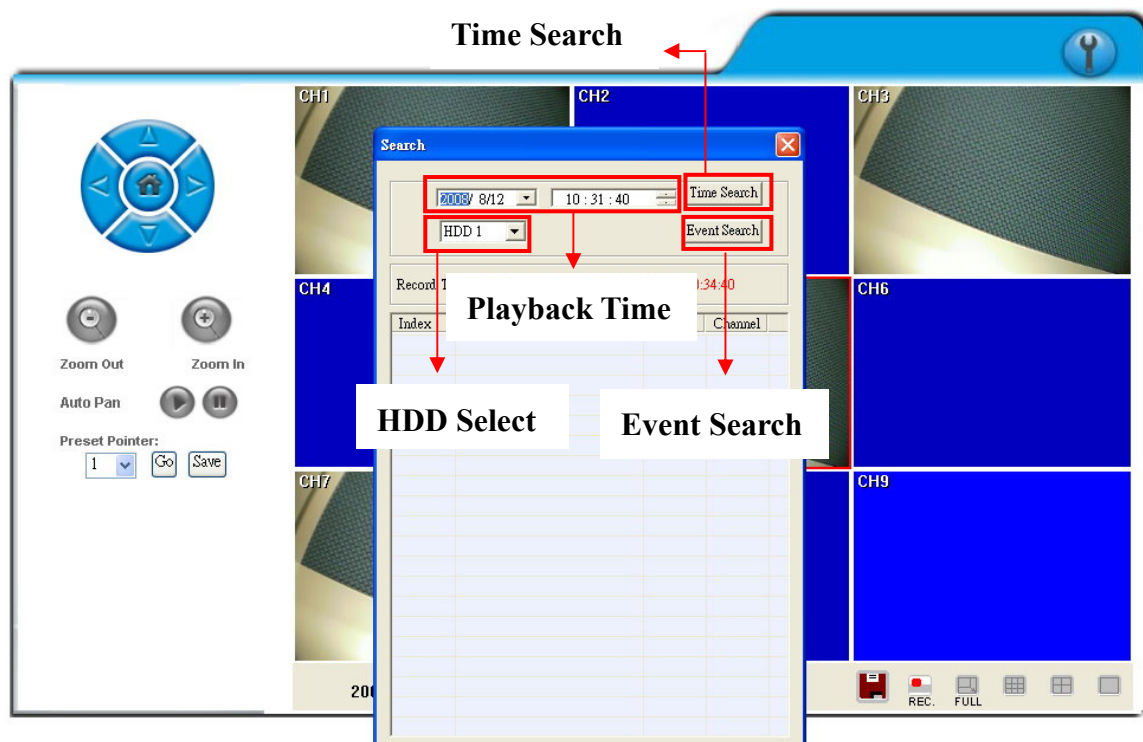 Time Search
CH1
CH2
CH3
Search
2008/ 8/12
10 : 31 : 40
Time Search
HDD 1
Event Search
Record
:34:40
CH4
CH6
Playback Time
Index
Channel
Zoom Out
Zoom In
HDD Select
Event Search
Auto Pan
Preset Pointer:
1
Go
Save
CH7
CH9
REC.
FULL